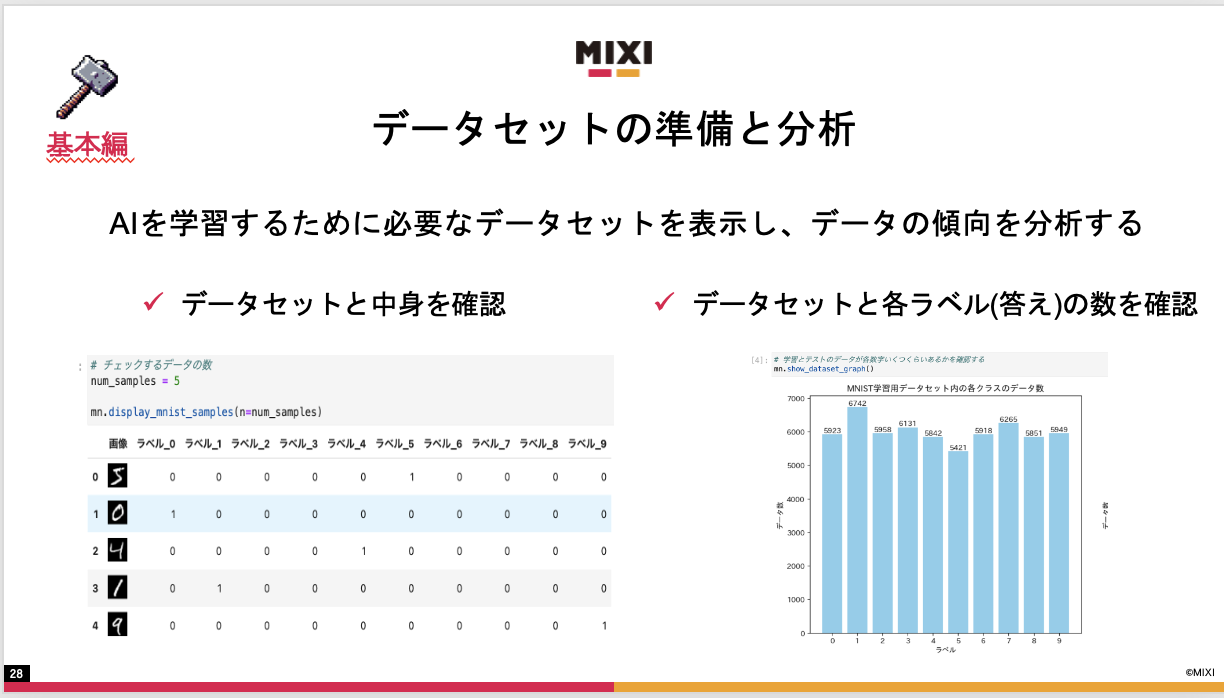 MIXI
基本編
データセットの準備と分析
AIを学習するために必要なデータセットを表示し、データの傾向を分析する
✓ データセットと中身を確認
# チェックするデータの数
num_samples = 5
mn.display_mnist_samples(n=num_samples)
画像 ラベル_0 ラベル_1 ラベル_2 ラベル_3 ラベル_4 ラベル_5 ラベル_6 ラベル_7 ラベル_8 ラベル_9
0 5 0 0 0 0 0 1 0 0 0 0
1 0 1 0 0 0 0 0 0 0 0 0
2 4 0 0 0 0 1 0 0 0 0 0
3 1 0 1 0 0 0 0 0 0 0 0
4 9 0 0 0 0 0 0 0 0 0 1
✓ データセットと各ラベル(答え)の数を確認
[4]: # 学習とテストのデータが各数字いくつくらいあるかを確認する
mn.show_dataset_graph()
MNIST学習用データセット内の各クラスのデータ数
データ数
7000
6000
5000
4000
3000
2000
1000
0
5923 6742 5958 6131 5842 5421 5918 6265 5851 5949
0 1 2 3 4 5 6 7 8 9
ラベル
データ数
28
©MIXI